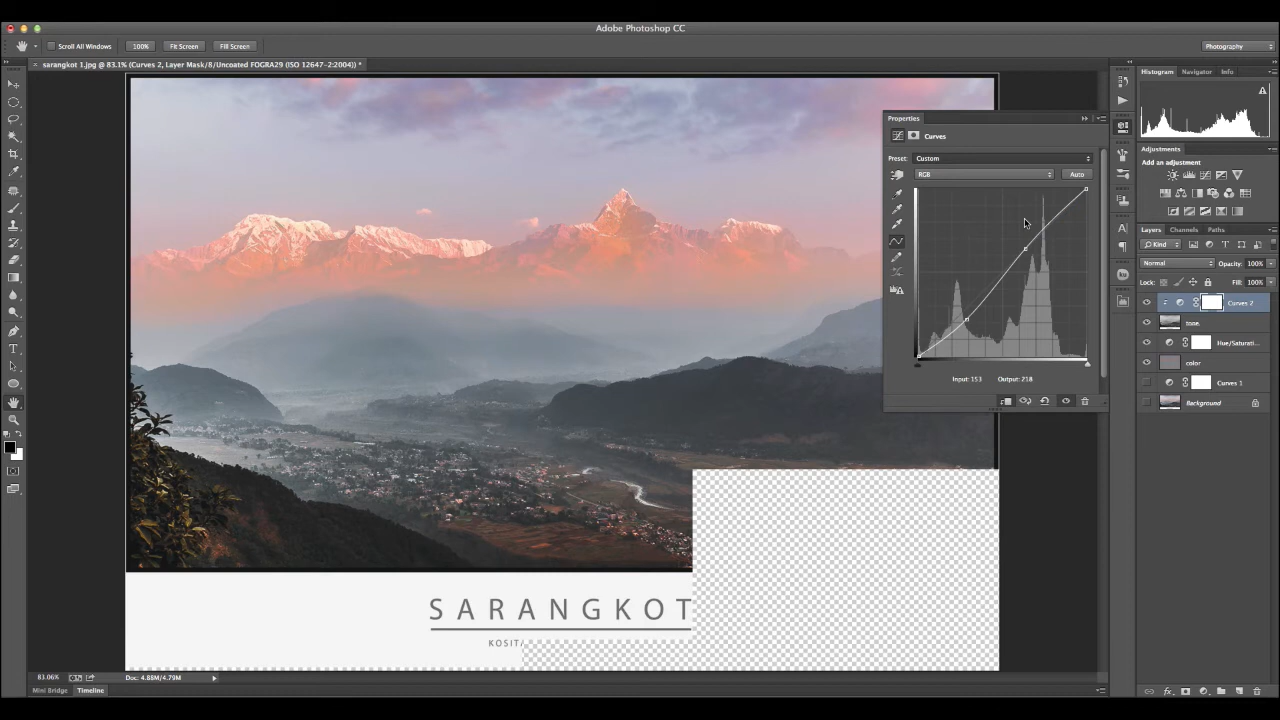 Adobe Photoshop CC
Scroll All Windows 100% Fit Screen Fill Screen Photography
× sarangkot 1.jpg @ 83.1% (Curves 2, Layer Mask/8/Uncoated FOGRA29 (ISO 12647-2:2004)) *
Histogram Navigator Info
Properties
Curves
Preset: Custom
RGB Auto
Input: 153 Output: 218
Adjustments
Add an adjustment
Layers Channels Paths
Kind
Normal Opacity: 100%
Lock: Fill: 100%
Curves 2
tone
Hue/Saturati...
color
Curves 1
Background
SARANGKOT
83.06% Doc: 4.88M/4.79M
Mini Bridge Timeline